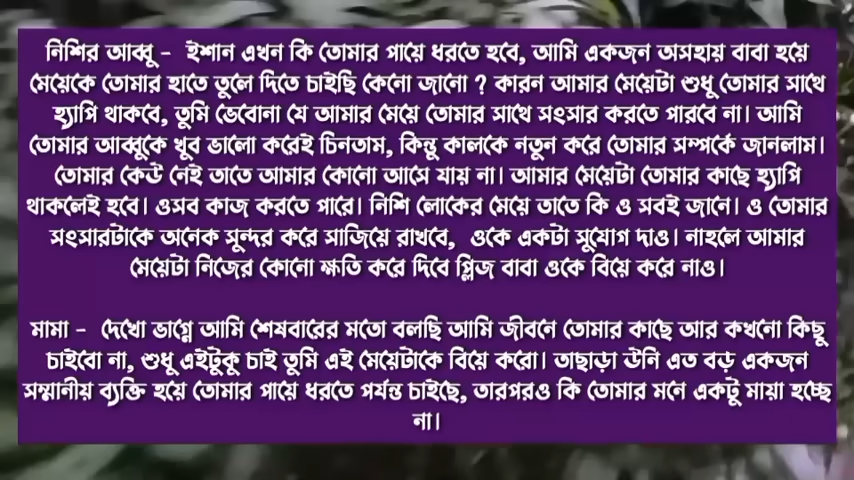 নিশির আব্বু - ইশান এখন কি তোমার পায়ে ধরতে হবে, আমি একজন অসহায় বাবা হয়ে
মেয়েকে তোমার হাতে তুলে দিতে চাইছি কেনো জানো ? কারন আমার মেয়েটা শুধু তোমার সাথে
হ্যাপি থাকবে, তুমি ভেবোনা যে আমার মেয়ে তোমার সাথে সংসার করতে পারবে না। আমি
তোমার আব্বুকে খুব ভালো করেই চিনতাম, কিন্তু কালকে নতুন করে তোমার সম্পর্কে জানলাম।
তোমার কেউ নেই তাতে আমার কোনো আসে যায় না। আমার মেয়েটা তোমার কাছে হ্যাপি
থাকলেই হবে। ওসব কাজ করতে পারে। নিশি লোকের মেয়ে তাতে কি ও সবই জানে। ও তোমার
সংসারটাকে অনেক সুন্দর করে সাজিয়ে রাখবে, ওকে একটা সুযোগ দাও। নাহলে আমার
মেয়েটা নিজের কোনো ক্ষতি করে দিবে প্লিজ বাবা ওকে বিয়ে করে নাও।
মামা - দেখো ভাগ্নে আমি শেষবারের মতো বলছি আমি জীবনে তোমার কাছে আর কখনো কিছু
চাইবো না, শুধু এইটুকু চাই তুমি এই মেয়েটাকে বিয়ে করো। তাছাড়া উনি এত বড় একজন
সম্মানীয় ব্যক্তি হয়ে তোমার পায়ে ধরতে পর্যন্ত চাইছে, তারপরও কি তোমার মনে একটু মায়া হচ্ছে
না।